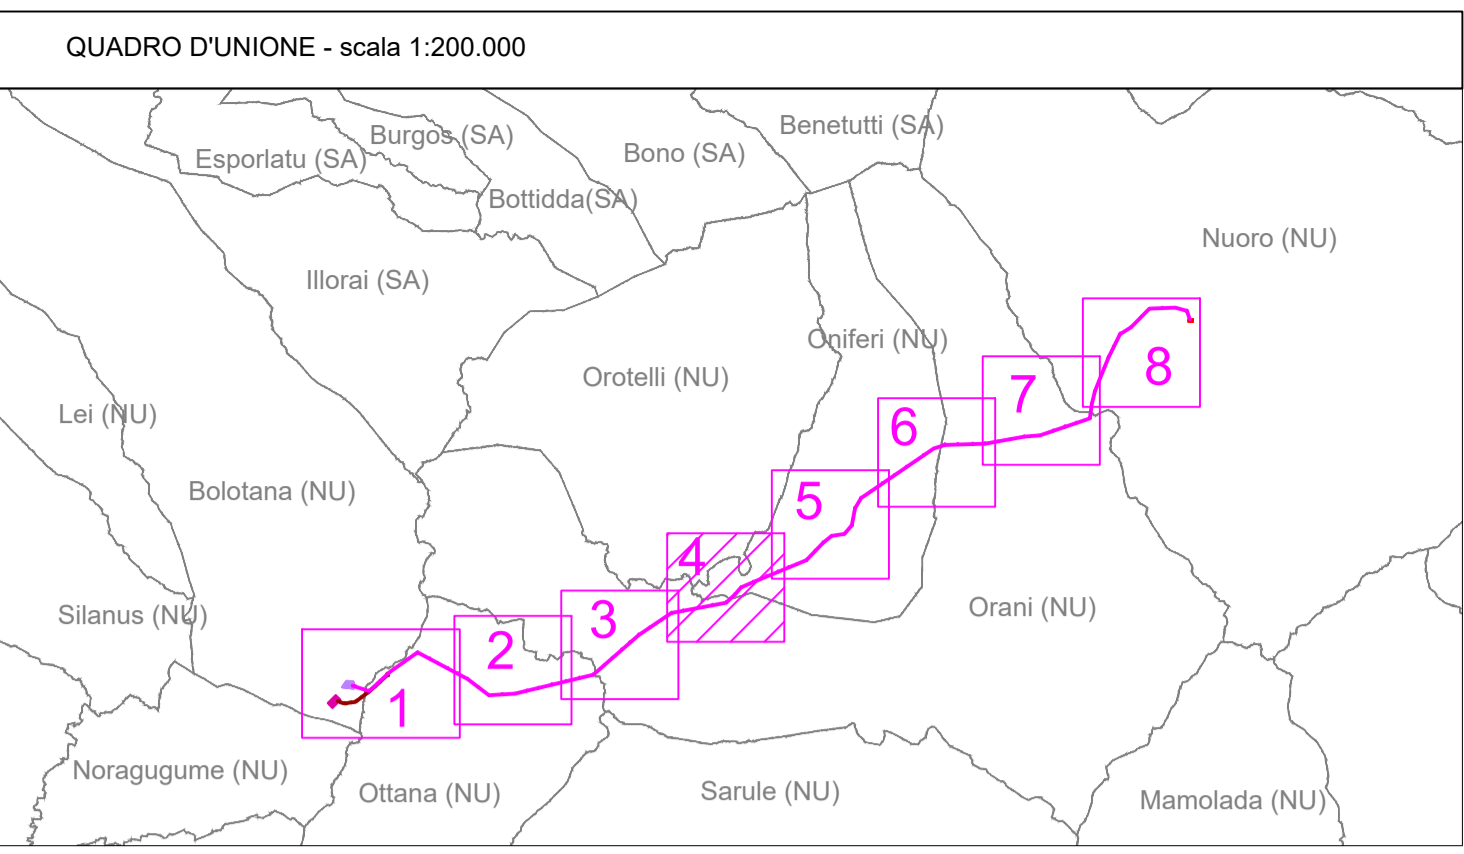 QUADRO D'UNIONE - scala 1:200.000
Benetutti (SA)
Burgos (SA)
Bono (SA)
Esporlatu (SA)
Bottidda(SA)
Nuoro (NU)
Illorai (SA)
Oniferi (NU)
8
Orotelli (NU)
7
Lei (NU)
6
Bolotana (NU)
5
4
Orani (NU)
Silanus (NU)
3
2
1
Noragugume (NU)
Ottana (NU)
Sarule (NU)
Mamolada (NU)